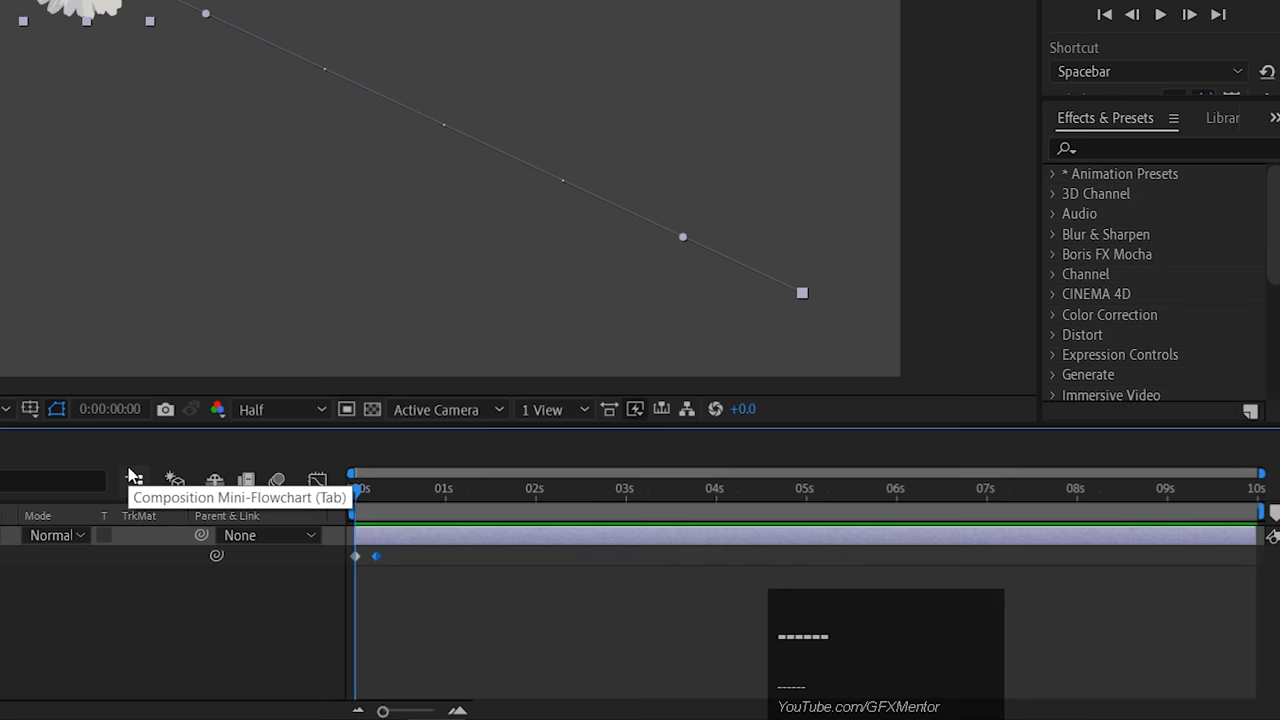 Shortcut
Spacebar
Effects & Presets
Librar
* Animation Presets
3D Channel
Audio
Blur & Sharpen
Boris FX Mocha
Channel
CINEMA 4D
Color Correction
Distort
Expression Controls
Generate
Immersive Video
0:00:00:00
Half
Active Camera
1 View
+0.0
Composition Mini-Flowchart (Tab)
0s 01s 02s 03s 04s 05s 06s 07s 08s 09s 10s
Mode T TrkMat Parent & Link
Normal None
------
------
YouTube.com/GFXMentor